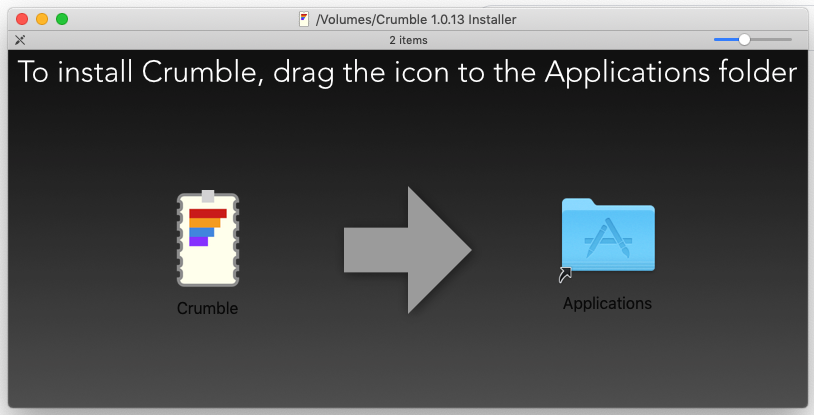 /Volumes/Crumble 1.0.13 Installer
2 items
To install Crumble, drag the icon to the Applications folder
Crumble
Applications